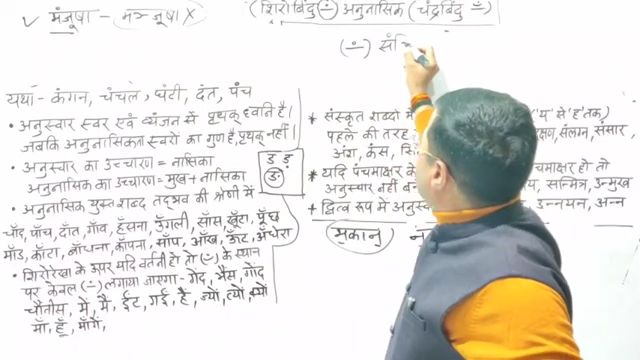 ✓ मंजूषा - मञ्जूषा X
(शिरोबिंदु (∸) अनुनासिक (चंद्रबिंदु ँ)
(∸) सं
यथा - कंगन, चंचल, घंटी, दंत, पंच
• अनुस्वार स्वर एवं व्यंजन से पृथक् ध्वनि है।
जबकि अनुनासिकता स्वरों का गुण है, पृथक् नहीं।
• अनुस्वार का उच्चारण = नासिका
अनुनासिक का उच्चारण = मुख + नासिका
ङ ड़
ङ
• अनुनासिक युक्त शब्द तद्भव की श्रेणी में
चाँद, पाँच, दाँत, गाँव, हँसना, उँगली, साँस, खूँटा, पूँछ
माँड, काँटा, बाँधना, काँपना, साँप, आँख, ऊँट, अँधेरा
• शिरोरेखा के ऊपर यदि वर्तनी हो तो (ँ) के स्थान
पर केवल (∸) लगाया जाएगा - गेंद, भैंस, गोंद
चौंतीस, में, मैं, ईंट, गईं, हैं, ज्यों, त्यों, क्यों
माँ, हूँ, माँगें,
* संस्कृत शब्दों में ('य' से 'ह' तक)
पहले की तरह संलग्न, संसार
अंश, कंस,
* यदि पंचमाक्षर के पंचमाक्षर हो तो
अनुस्वार नहीं सन्मित्र, उन्मुख
* द्वित्व रूप में उन्नयन, अन्न
मुकानु